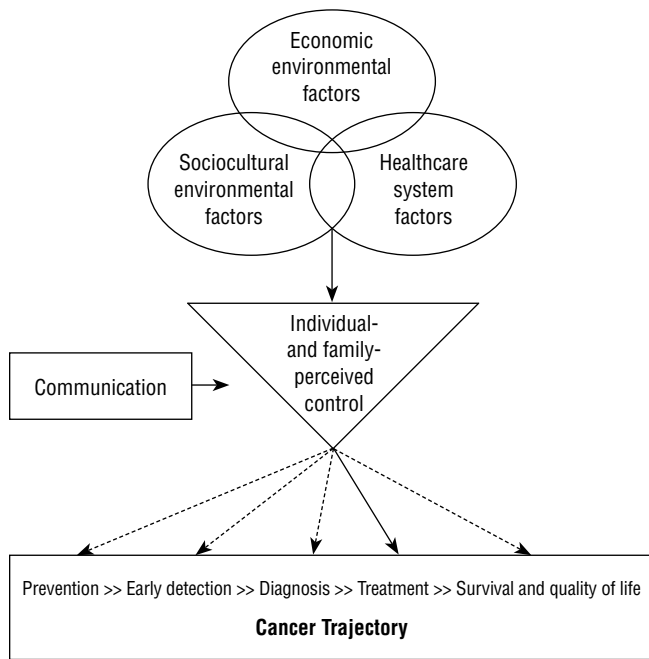 Economic
environmental
factors
Sociocultural
environmental
factors
Healthcare
system
factors
Individual-
and family-
perceived
control
Communication
Prevention >> Early detection >> Diagnosis >> Treatment >> Survival and quality of life
Cancer Trajectory